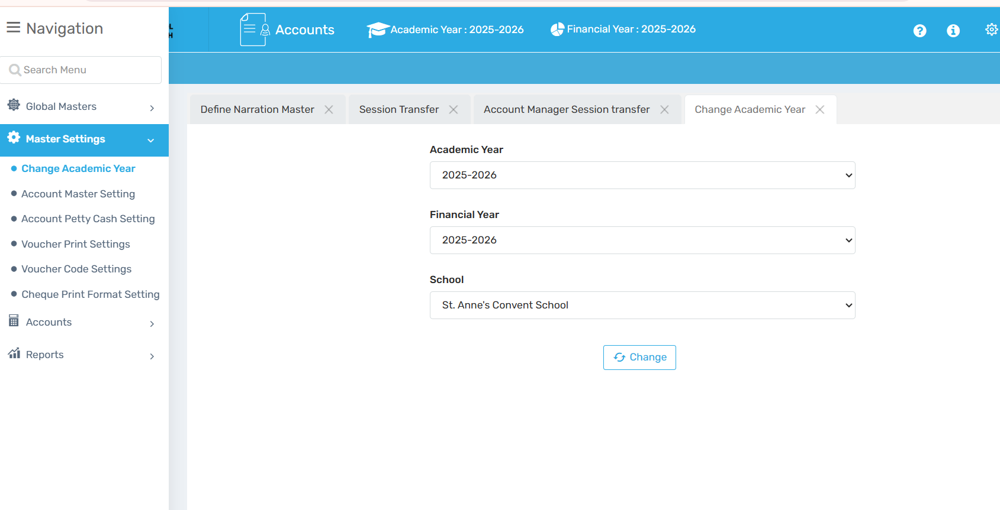 Navigation
L
H
Accounts
Academic Year : 2025-2026
Financial Year : 2025-2026
Search Menu
Global Masters
Master Settings
Change Academic Year
Account Master Setting
Account Petty Cash Setting
Voucher Print Settings
Voucher Code Settings
Cheque Print Format Setting
Accounts
Reports
Define Narration Master
Session Transfer
Account Manager Session transfer
Change Academic Year
Academic Year
2025-2026
Financial Year
2025-2026
School
St. Anne's Convent School
Change